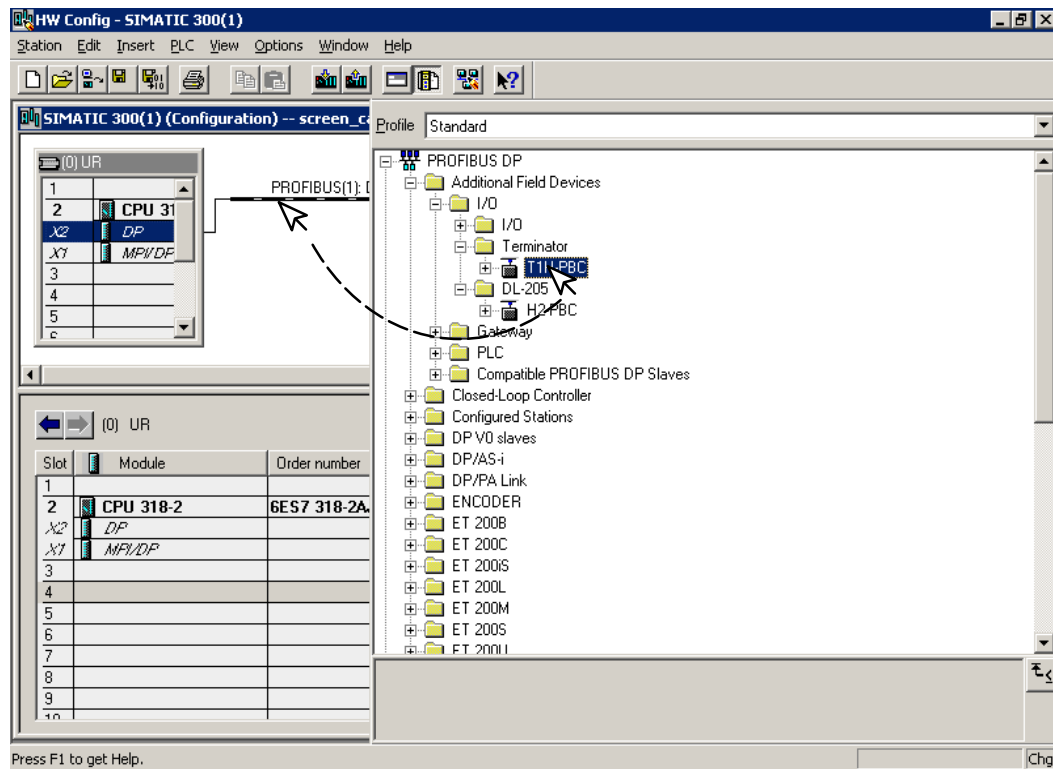 HW Config - SIMATIC 300(1)
Station Edit Insert PLC View Options Window Help
SIMATIC 300(1) (Configuration) -- screen_ca
(0) UR
1
2 CPU 31
X2 DP
X1 MPI/DP
3
4
5
PROFIBUS(1): D
Profile Standard
PROFIBUS DP
Additional Field Devices
I/O
I/O
Terminator
T1H-PBC
DL-205
H2-PBC
Gateway
PLC
Compatible PROFIBUS DP Slaves
Closed-Loop Controller
Configured Stations
DP V0 slaves
DP/AS-i
DP/PA Link
ENCODER
ET 200B
ET 200C
ET 200iS
ET 200L
ET 200M
ET 200S
ET 200U
(0) UR
Slot Module Order number
1
2 CPU 318-2 6ES7 318-2A
X2 DP
X1 MPI/DP
3
4
5
6
7
8
9
10
Press F1 to get Help.
Chg